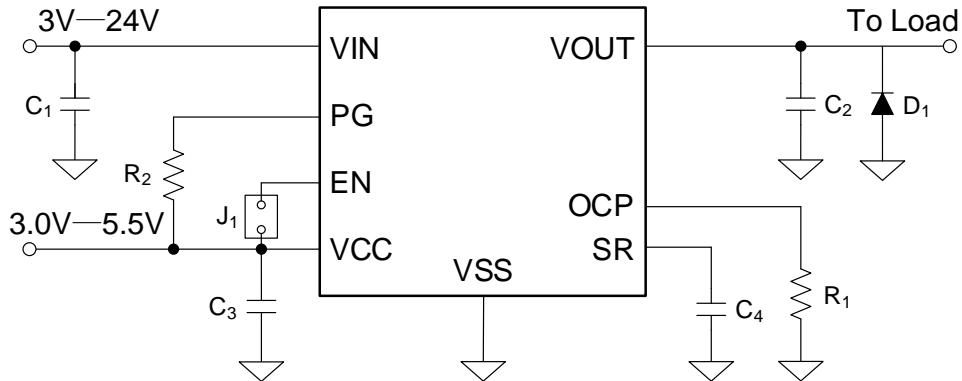 3V—24V
To Load
VIN
VOUT
C1
C2
D1
PG
R2
EN
J1
OCP
3.0V—5.5V
VCC
SR
VSS
C3
C4
R1